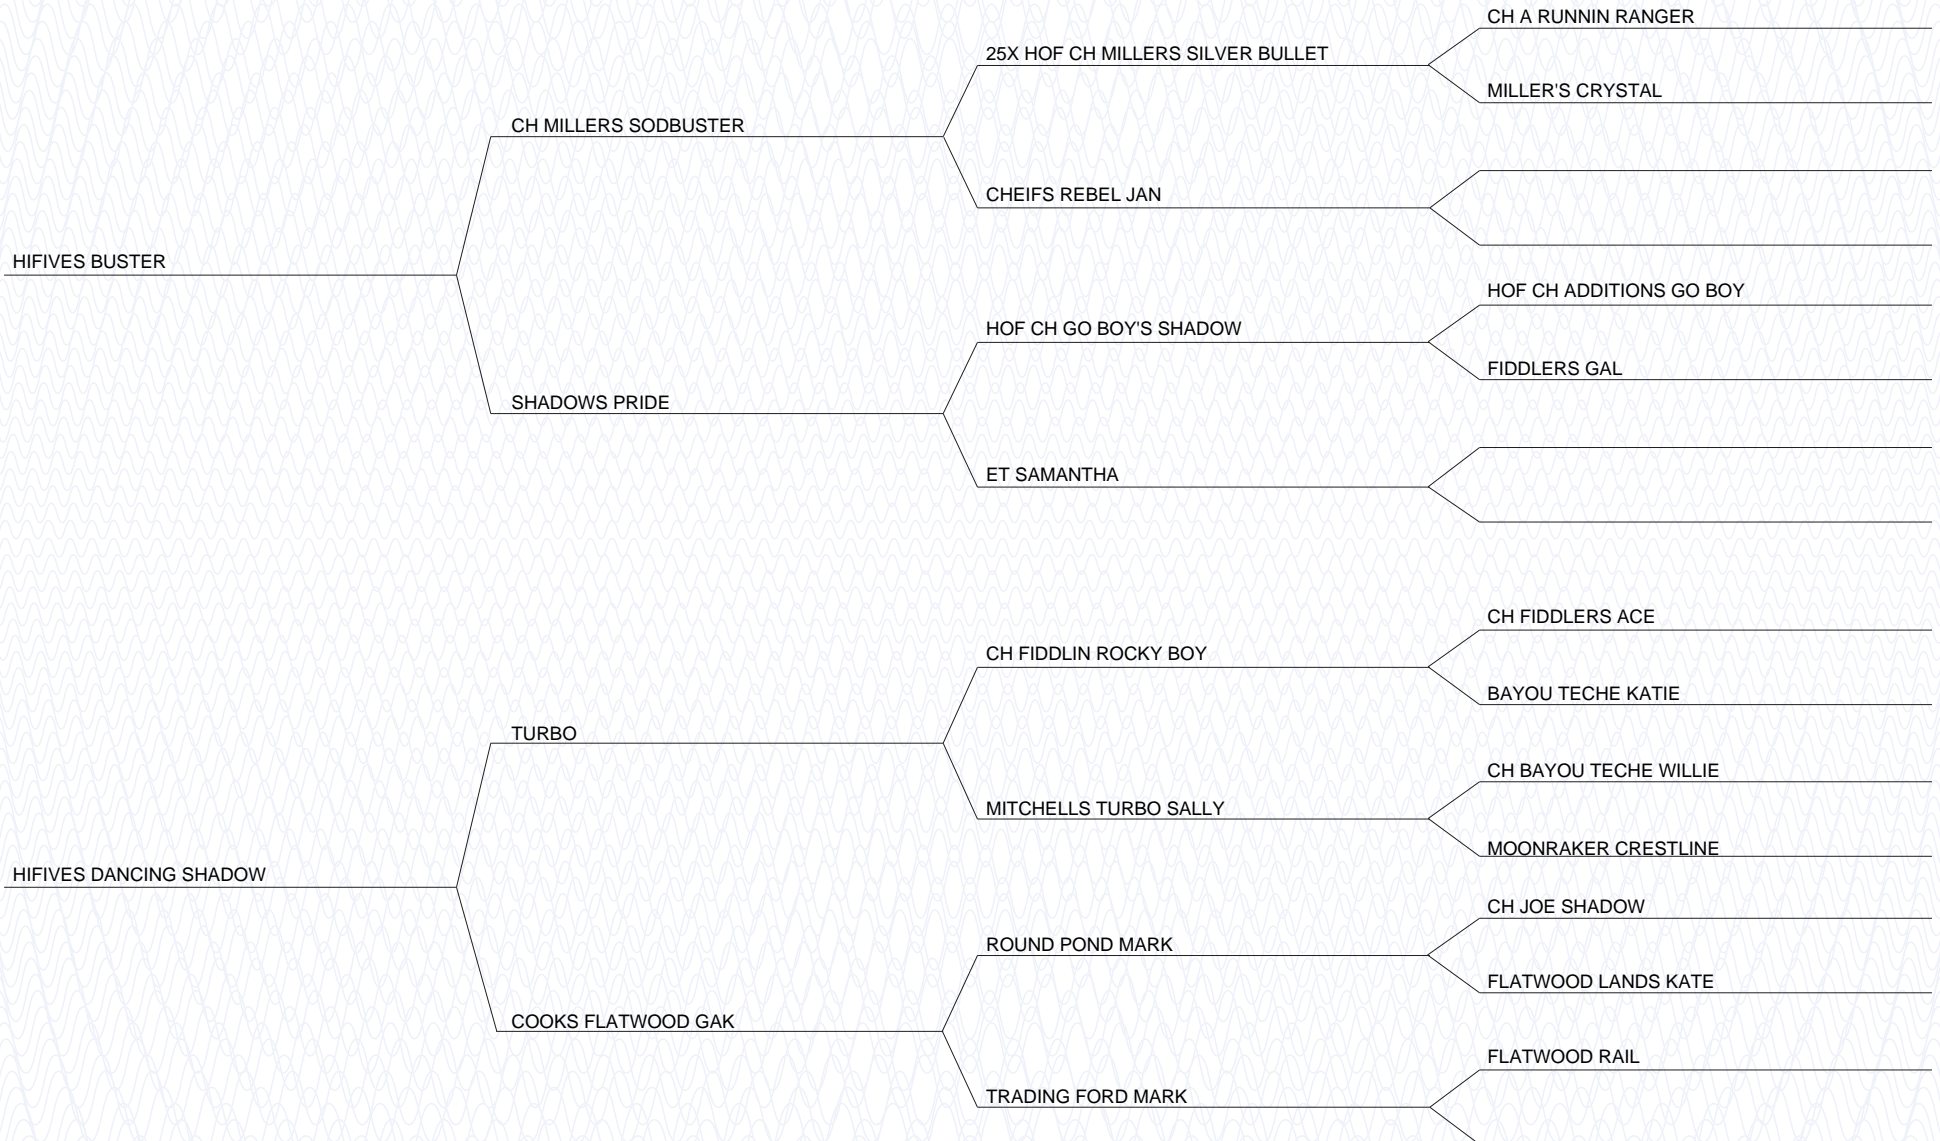 CH A RUNNIN RANGER
25X HOF CH MILLERS SILVER BULLET
MILLER'S CRYSTAL
CH MILLERS SODBUSTER
CHEIFS REBEL JAN
HIFIVES BUSTER
HOF CH ADDITIONS GO BOY
HOF CH GO BOY'S SHADOW
FIDDLERS GAL
SHADOWS PRIDE
ET SAMANTHA
CH FIDDLERS ACE
CH FIDDLIN ROCKY BOY
BAYOU TECHE KATIE
TURBO
CH BAYOU TECHE WILLIE
MITCHELLS TURBO SALLY
MOONRAKER CRESTLINE
HIFIVES DANCING SHADOW
CH JOE SHADOW
ROUND POND MARK
FLATWOOD LANDS KATE
COOKS FLATWOOD GAK
FLATWOOD RAIL
TRADING FORD MARK